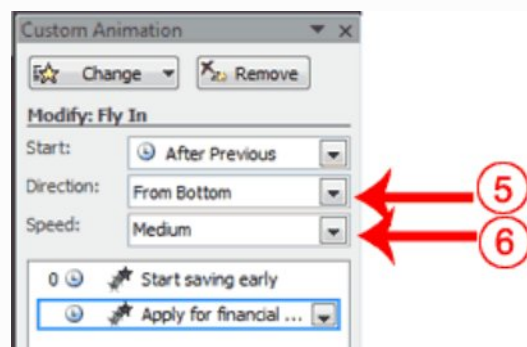 Custom Animation
Change Remove
Modify: Fly In
Start: After Previous
Direction: From Bottom 5
Speed: Medium 6
0 Start saving early
Apply for financial ...